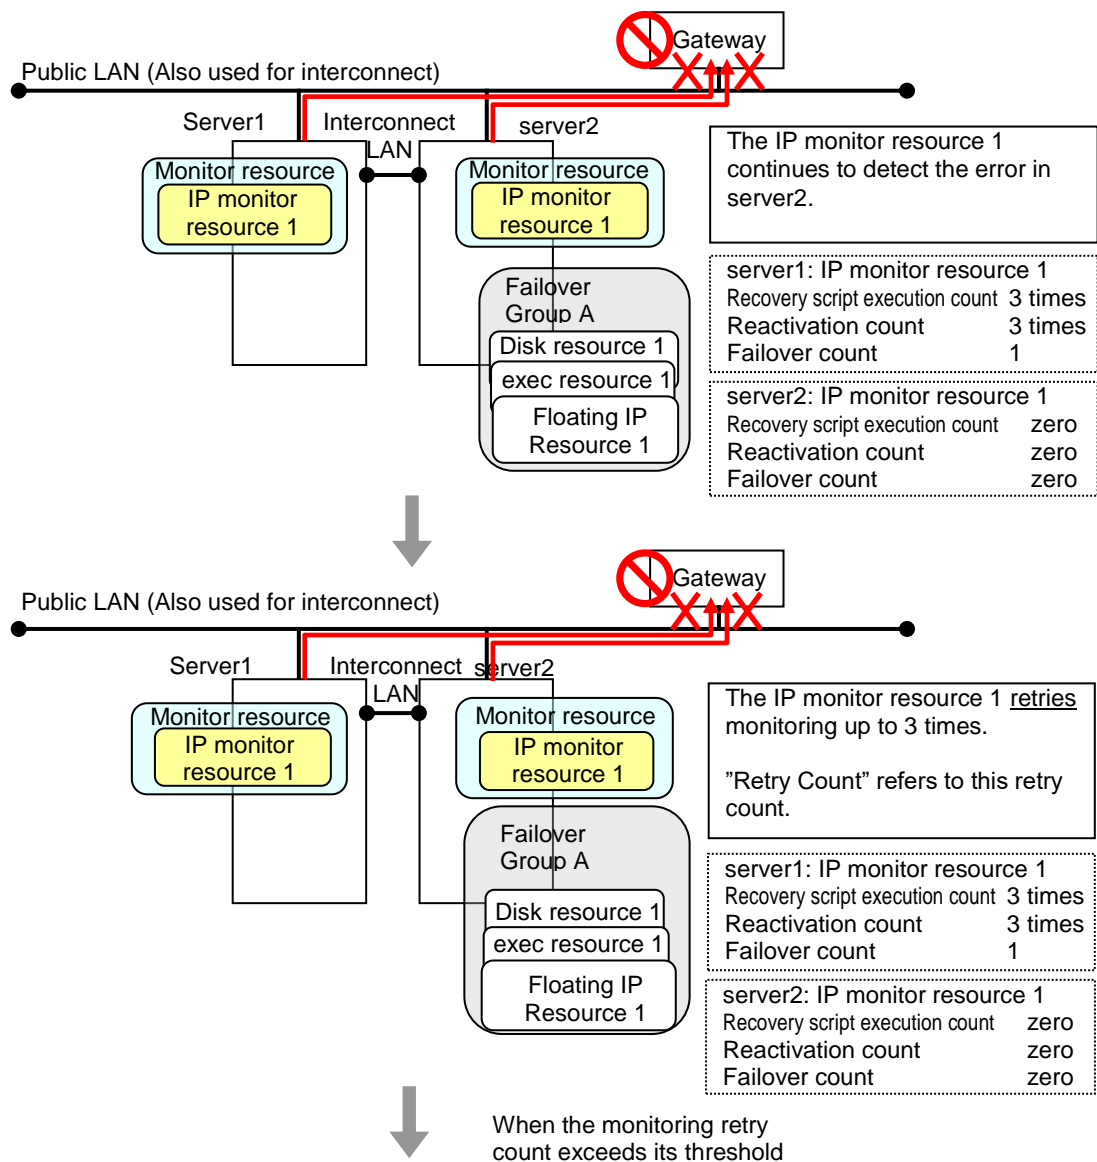 Gateway
Public LAN (Also used for interconnect)
Server1
Interconnect
LAN
server2
Monitor resource
IP monitor
resource 1
Monitor resource
IP monitor
resource 1
The IP monitor resource 1
continues to detect the error in
server2.
Failover
Group A
Disk resource 1
exec resource 1
Floating IP
Resource 1
server1: IP monitor resource 1
Recovery script execution count 3 times
Reactivation count 3 times
Failover count 1
server2: IP monitor resource 1
Recovery script execution count zero
Reactivation count zero
Failover count zero
Gateway
Public LAN (Also used for interconnect)
Server1
Interconnect
LAN
server2
Monitor resource
IP monitor
resource 1
Monitor resource
IP monitor
resource 1
The IP monitor resource 1 retries
monitoring up to 3 times.
”Retry Count” refers to this retry
count.
Failover
Group A
Disk resource 1
exec resource 1
Floating IP
Resource 1
server1: IP monitor resource 1
Recovery script execution count 3 times
Reactivation count 3 times
Failover count 1
server2: IP monitor resource 1
Recovery script execution count zero
Reactivation count zero
Failover count zero
When the monitoring retry
count exceeds its threshold